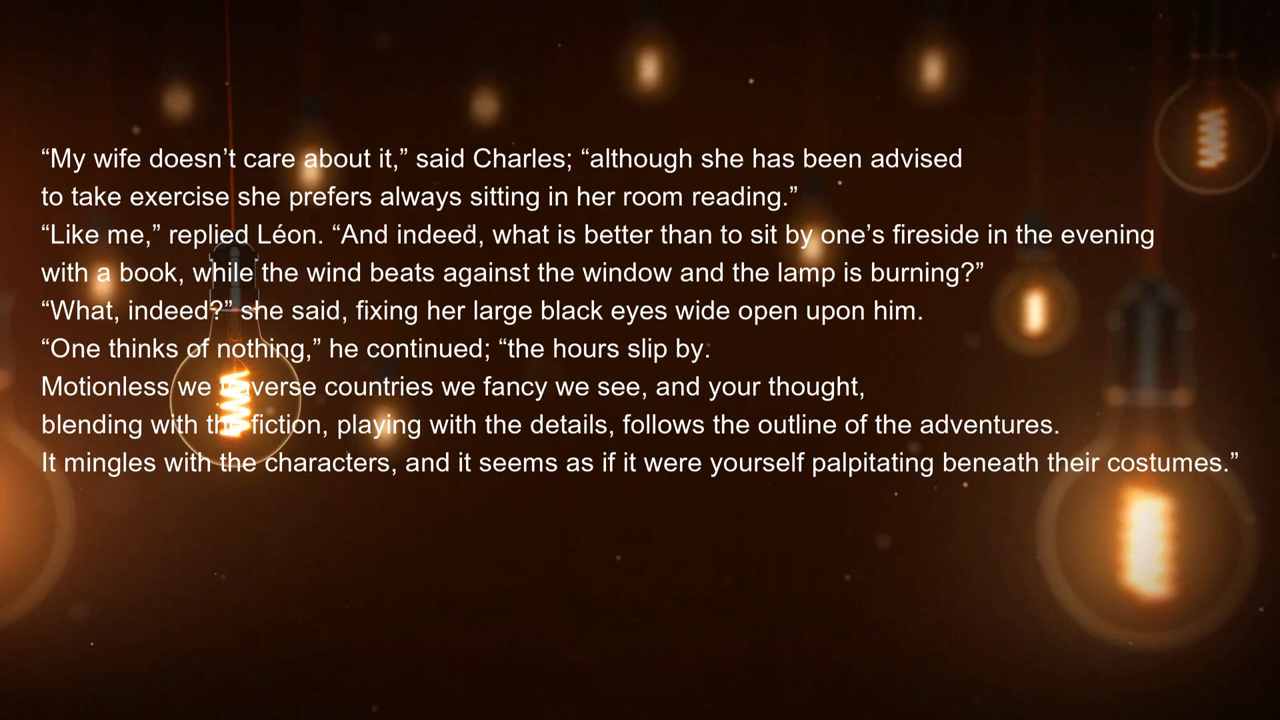 “My wife doesn’t care about it,” said Charles; “although she has been advised
to take exercise she prefers always sitting in her room reading.”
“Like me,” replied Léon. “And indeed, what is better than to sit by one’s fireside in the evening
with a book, while the wind beats against the window and the lamp is burning?”
“What, indeed?” she said, fixing her large black eyes wide open upon him.
“One thinks of nothing,” he continued; “the hours slip by.
Motionless we traverse countries we fancy we see, and your thought,
blending with the fiction, playing with the details, follows the outline of the adventures.
It mingles with the characters, and it seems as if it were yourself palpitating beneath their costumes.”